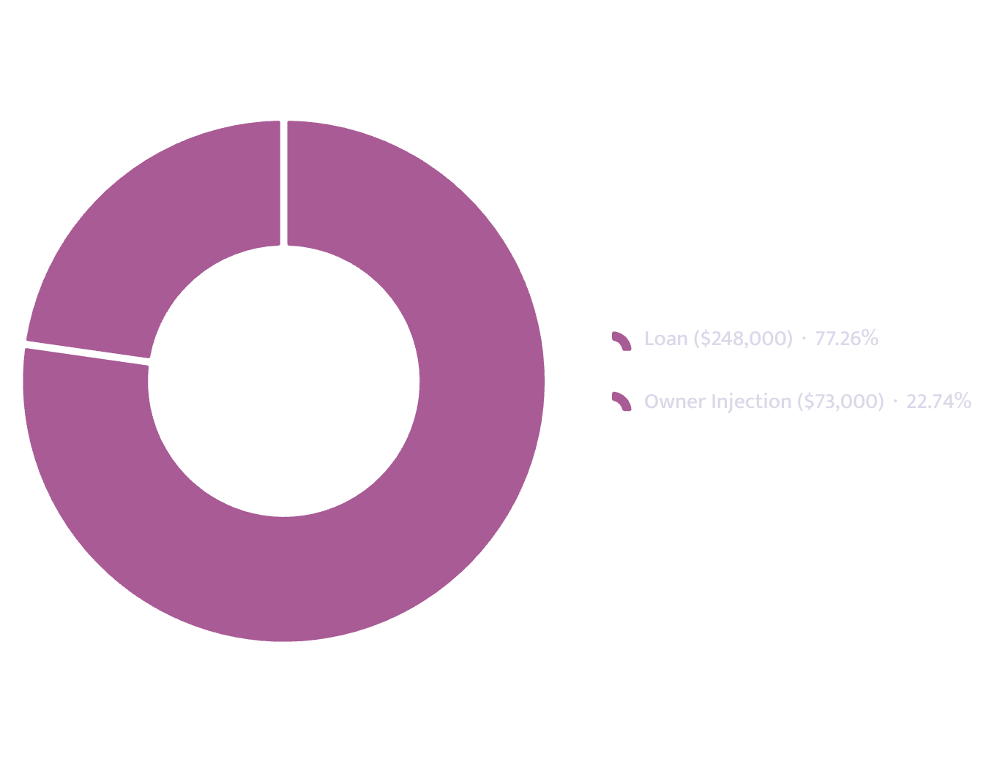 Loan ($248,000) · 77.26%
Owner Injection ($73,000) · 22.74%